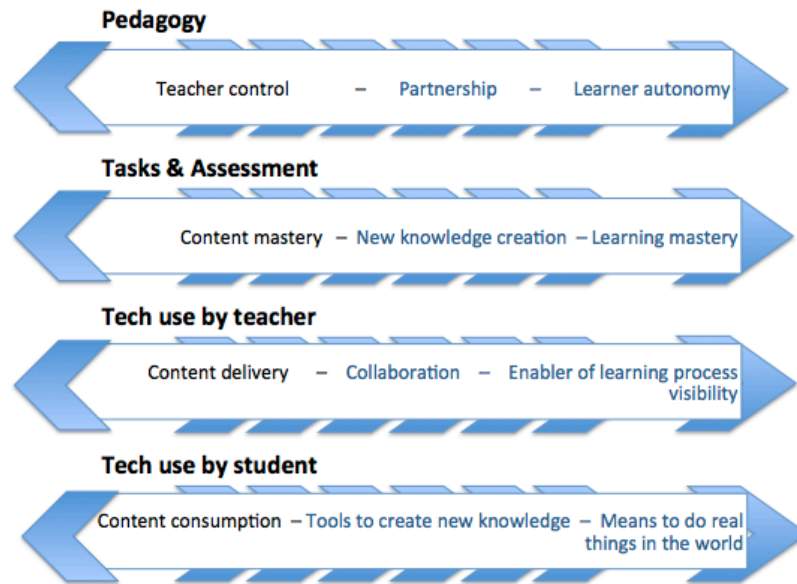 Pedagogy
Teacher control – Partnership – Learner autonomy
Tasks & Assessment
Content mastery – New knowledge creation – Learning mastery
Tech use by teacher
Content delivery – Collaboration – Enabler of learning process
visibility
Tech use by student
Content consumption – Tools to create new knowledge – Means to do real
things in the world